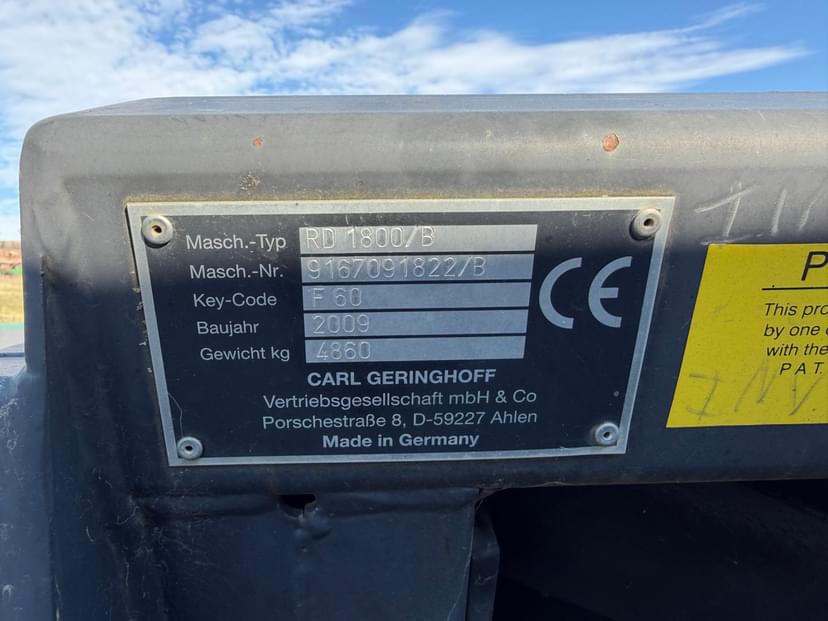 Masch.-Typ RD 1800/B
Masch.-Nr. 9167091822/B
Key-Code F 60
Baujahr 2009
Gewicht kg 4860
CE
CARL GERINGHOFF
Vertriebsgesellschaft mbH & Co
Porschestraße 8, D-59227 Ahlen
Made in Germany
P
This pro
by one
with the
P A T
INV